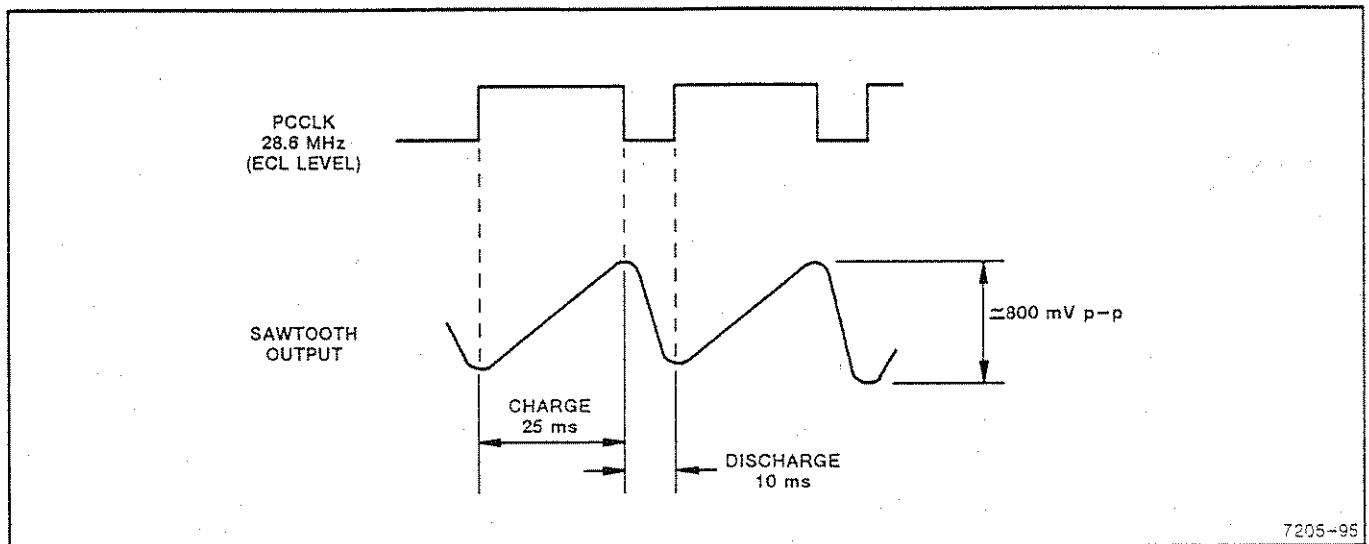 PCCLK
28.6 MHz
(ECL LEVEL)
SAWTOOTH
OUTPUT
≃800 mV p-p
CHARGE
25 ms
DISCHARGE
10 ms
7205-95